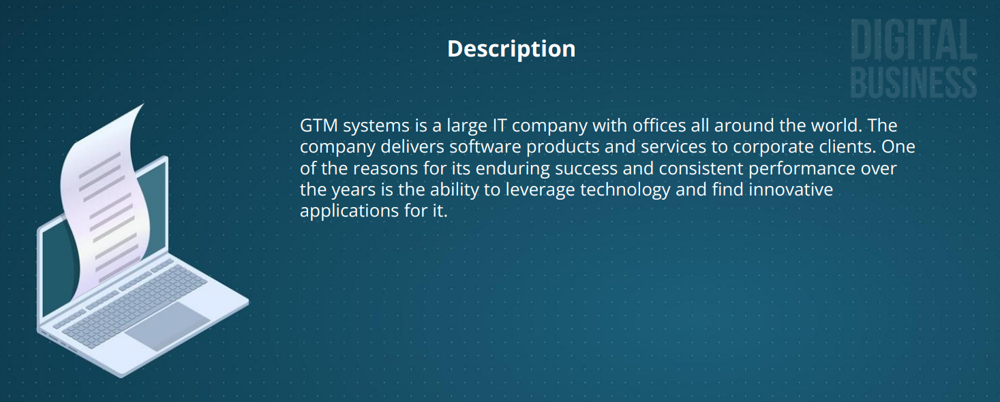 DIGITAL
BUSINESS
Description
GTM systems is a large IT company with offices all around the world. The
company delivers software products and services to corporate clients. One
of the reasons for its enduring success and consistent performance over
the years is the ability to leverage technology and find innovative
applications for it.